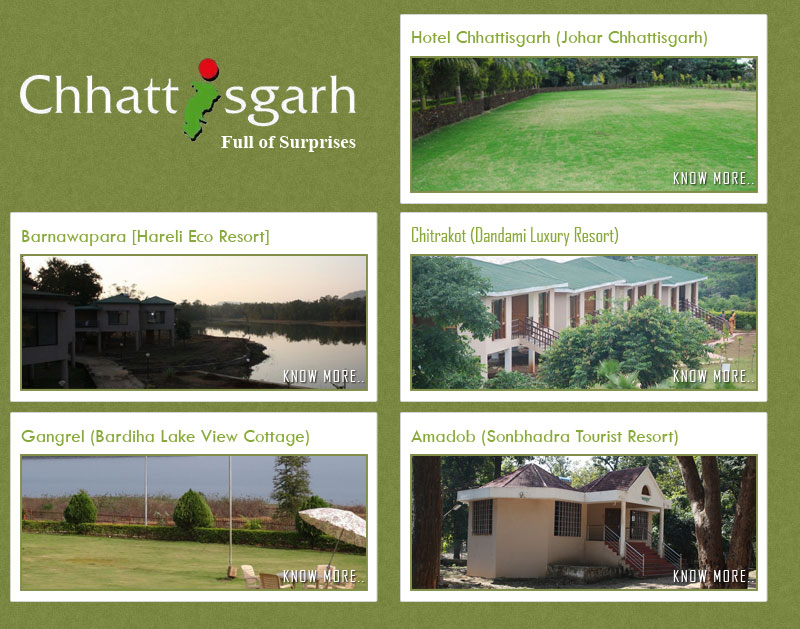 Chhattisgarh
Full of Surprises
Hotel Chhattisgarh (Johar Chhattisgarh)
KNOW MORE..
Barnawapara [Hareli Eco Resort]
KNOW MORE..
Chitrakot (Dandami Luxury Resort)
KNOW MORE..
Gangrel (Bardiha Lake View Cottage)
KNOW MORE..
Amadob (Sonbhadra Tourist Resort)
KNOW MORE..